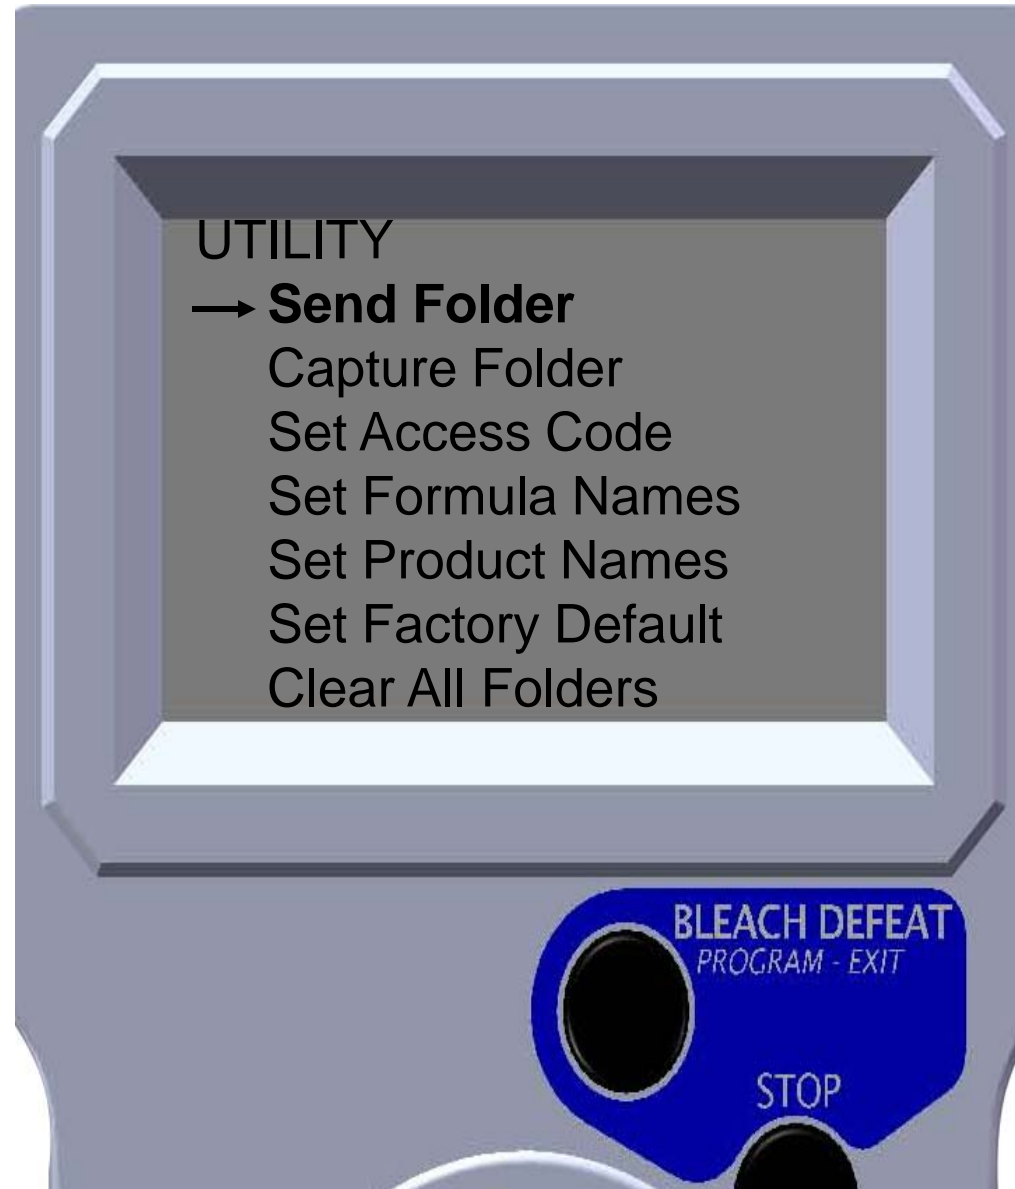 UTILITY
Send Folder
Capture Folder
Set Access Code
Set Formula Names
Set Product Names
Set Factory Default
Clear All Folders
BLEACH DEFEAT
PROGRAM - EXIT
STOP